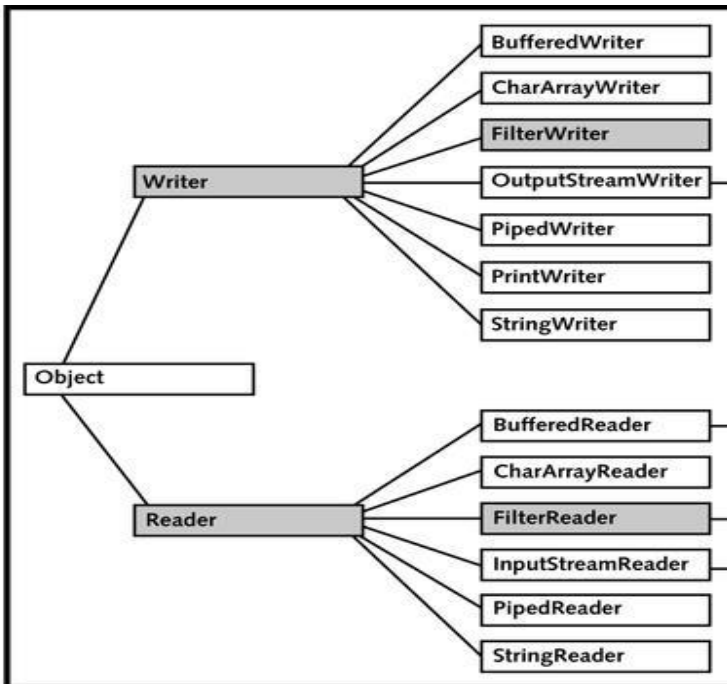 BufferedWriter
CharArrayWriter
FilterWriter
Writer
OutputStreamWriter
PipedWriter
PrintWriter
StringWriter
Object
BufferedReader
CharArrayReader
Reader
FilterReader
InputStreamReader
PipedReader
StringReader